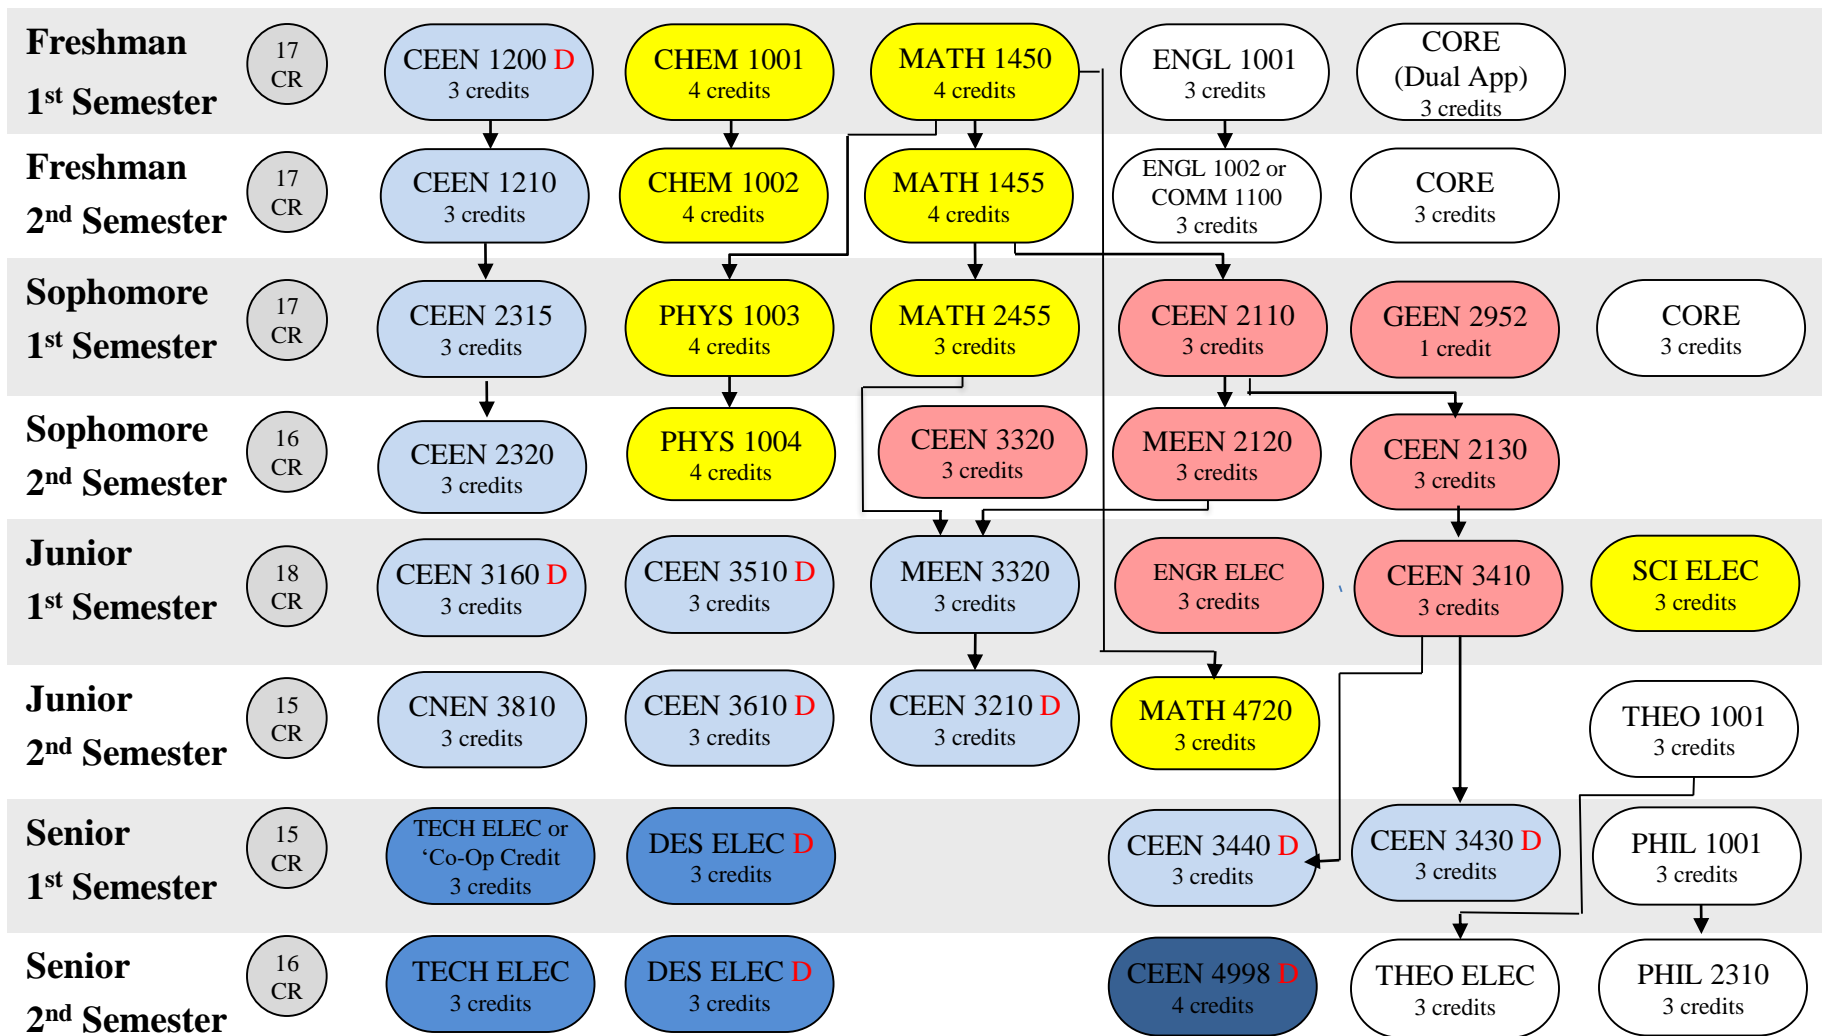 Freshman
1st Semester
17
CR
CEEN 1200 D
3 credits
CHEM 1001
4 credits
MATH 1450
4 credits
ENGL 1001
3 credits
CORE
(Dual App)
3 credits
Freshman
2nd Semester
17
CR
CEEN 1210
3 credits
CHEM 1002
4 credits
MATH 1455
4 credits
ENGL 1002 or
COMM 1100
3 credits
CORE
3 credits
Sophomore
1st Semester
17
CR
CEEN 2315
3 credits
PHYS 1003
4 credits
MATH 2455
3 credits
CEEN 2110
3 credits
GEEN 2952
1 credit
CORE
3 credits
Sophomore
2nd Semester
16
CR
CEEN 2320
3 credits
PHYS 1004
4 credits
CEEN 3320
3 credits
MEEN 2120
3 credits
CEEN 2130
3 credits
Junior
1st Semester
18
CR
CEEN 3160 D
3 credits
CEEN 3510 D
3 credits
MEEN 3320
3 credits
ENGR ELEC
3 credits
CEEN 3410
3 credits
SCI ELEC
3 credits
Junior
2nd Semester
15
CR
CNEN 3810
3 credits
CEEN 3610 D
3 credits
CEEN 3210 D
3 credits
MATH 4720
3 credits
THEO 1001
3 credits
Senior
1st Semester
15
CR
TECH ELEC or
‘Co-Op Credit
3 credits
DES ELEC D
3 credits
CEEN 3440 D
3 credits
CEEN 3430 D
3 credits
PHIL 1001
3 credits
Senior
2nd Semester
16
CR
TECH ELEC
3 credits
DES ELEC D
3 credits
CEEN 4998 D
4 credits
THEO ELEC
3 credits
PHIL 2310
3 credits